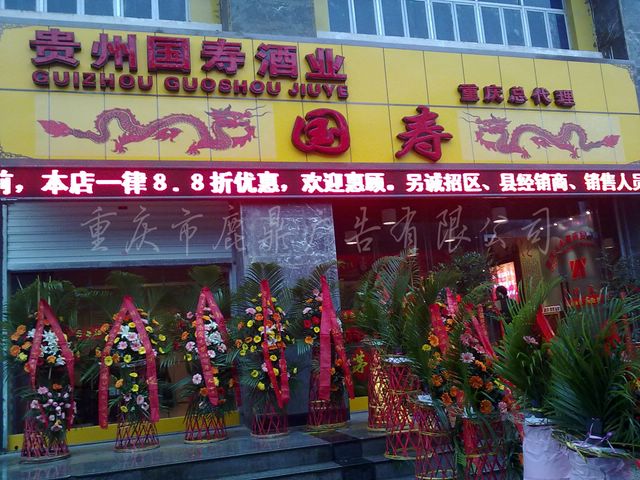 贵州国寿酒业
GUIZHOU GUOSHOU JIUYE
重庆总代理
国寿
前，本店一律8.8折优惠，欢迎惠顾。另诚招区、县经销商、销售人员
重庆市鹿鼎广告有限公司